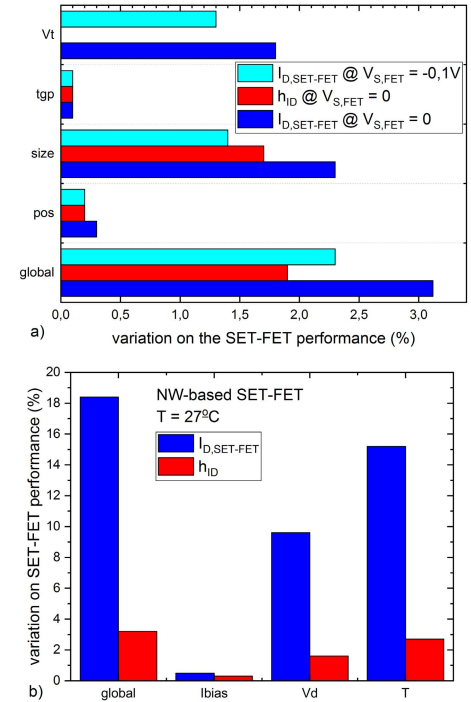 Vt
tgp
size
pos
global
I_D,SET-FET @ V_S,FET = -0,1V
h_ID @ V_S,FET = 0
I_D,SET-FET @ V_S,FET = 0
0,0 0,5 1,0 1,5 2,0 2,5 3,0
a)
variation on the SET-FET performance (%)
variation on SET-FET performance (%)
20
18
16
14
12
10
8
6
4
2
0
NW-based SET-FET
T = 27ºC
I_D,SET-FET
h_ID
global Ibias Vd T
b)